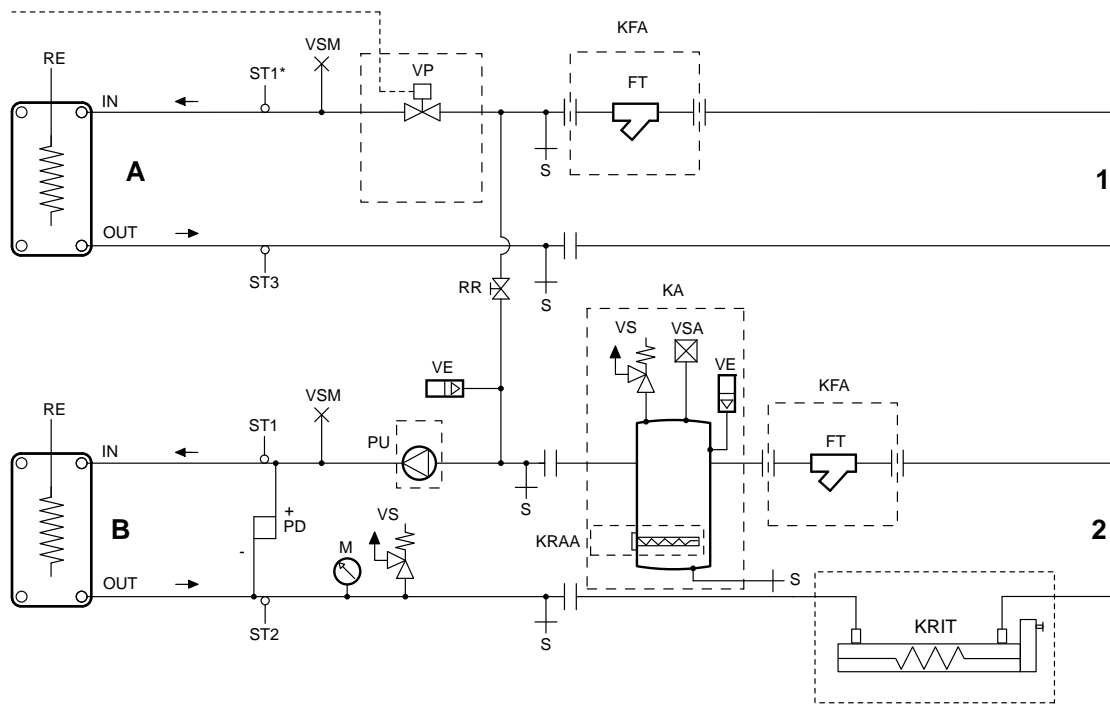 KFA
VSM
RE
ST1*
VP
FT
IN
A
S
1
OUT
ST3
S
RR
KA
VS
VSA
VE
VE
KFA
RE
VSM
ST1
PU
FT
IN
S
+
PD
B
-
VS
M
KRAA
2
OUT
S
ST2
S
KRIT